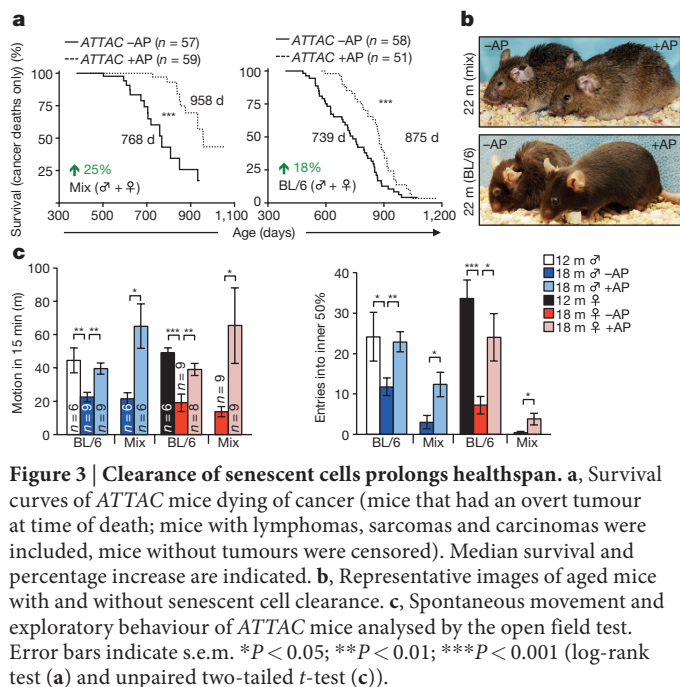 a
ATTAC –AP (n = 57)
ATTAC +AP (n = 59)
ATTAC –AP (n = 58)
ATTAC +AP (n = 51)
Survival (cancer deaths only) (%)
100
75
50
25
958 d
***
768 d
↑ 25%
Mix (♂ + ♀)
300 500 700 900 1,100
100
75
50
25
***
739 d
875 d
↑ 18%
BL/6 (♂ + ♀)
300 600 900 1,200
Age (days)
b
22 m (mix)
–AP +AP
22 m (BL/6)
–AP +AP
c
Motion in 15 min (m)
100
80
60
40
20
0
** ** * *** ** *
n = 6
n = 9
n = 9
n = 6
n = 6
n = 6
n = 9
n = 8
n = 9
n = 9
BL/6 Mix BL/6 Mix
Entries into inner 50%
40
30
20
10
0
* ** * *** * *
BL/6 Mix BL/6 Mix
12 m ♂
18 m ♂ –AP
18 m ♂ +AP
12 m ♀
18 m ♀ –AP
18 m ♀ +AP
Figure 3 | Clearance of senescent cells prolongs healthspan. a, Survival
curves of ATTAC mice dying of cancer (mice that had an overt tumour
at time of death; mice with lymphomas, sarcomas and carcinomas were
included, mice without tumours were censored). Median survival and
percentage increase are indicated. b, Representative images of aged mice
with and without senescent cell clearance. c, Spontaneous movement and
exploratory behaviour of ATTAC mice analysed by the open field test.
Error bars indicate s.e.m. *P < 0.05; **P < 0.01; ***P < 0.001 (log-rank
test (a) and unpaired two-tailed t-test (c)).